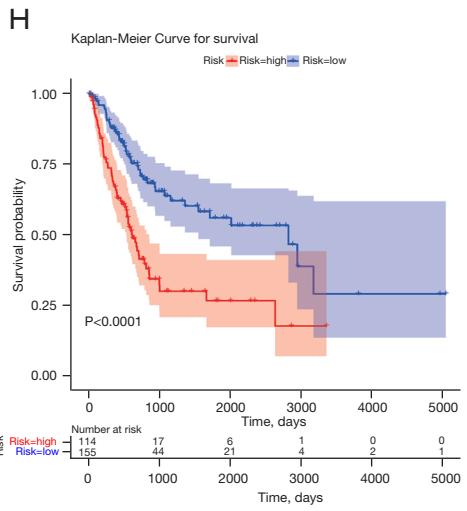 H
Kaplan-Meier Curve for survival
Risk Risk=high Risk=low
1.00
0.75
0.50
0.25
0.00
Survival probability
P<0.0001
0 1000 2000 3000 4000 5000
Time, days
Number at risk
Risk
Risk=high 114 17 6 1 0 0
Risk=low 155 44 21 4 2 1
0 1000 2000 3000 4000 5000
Time, days